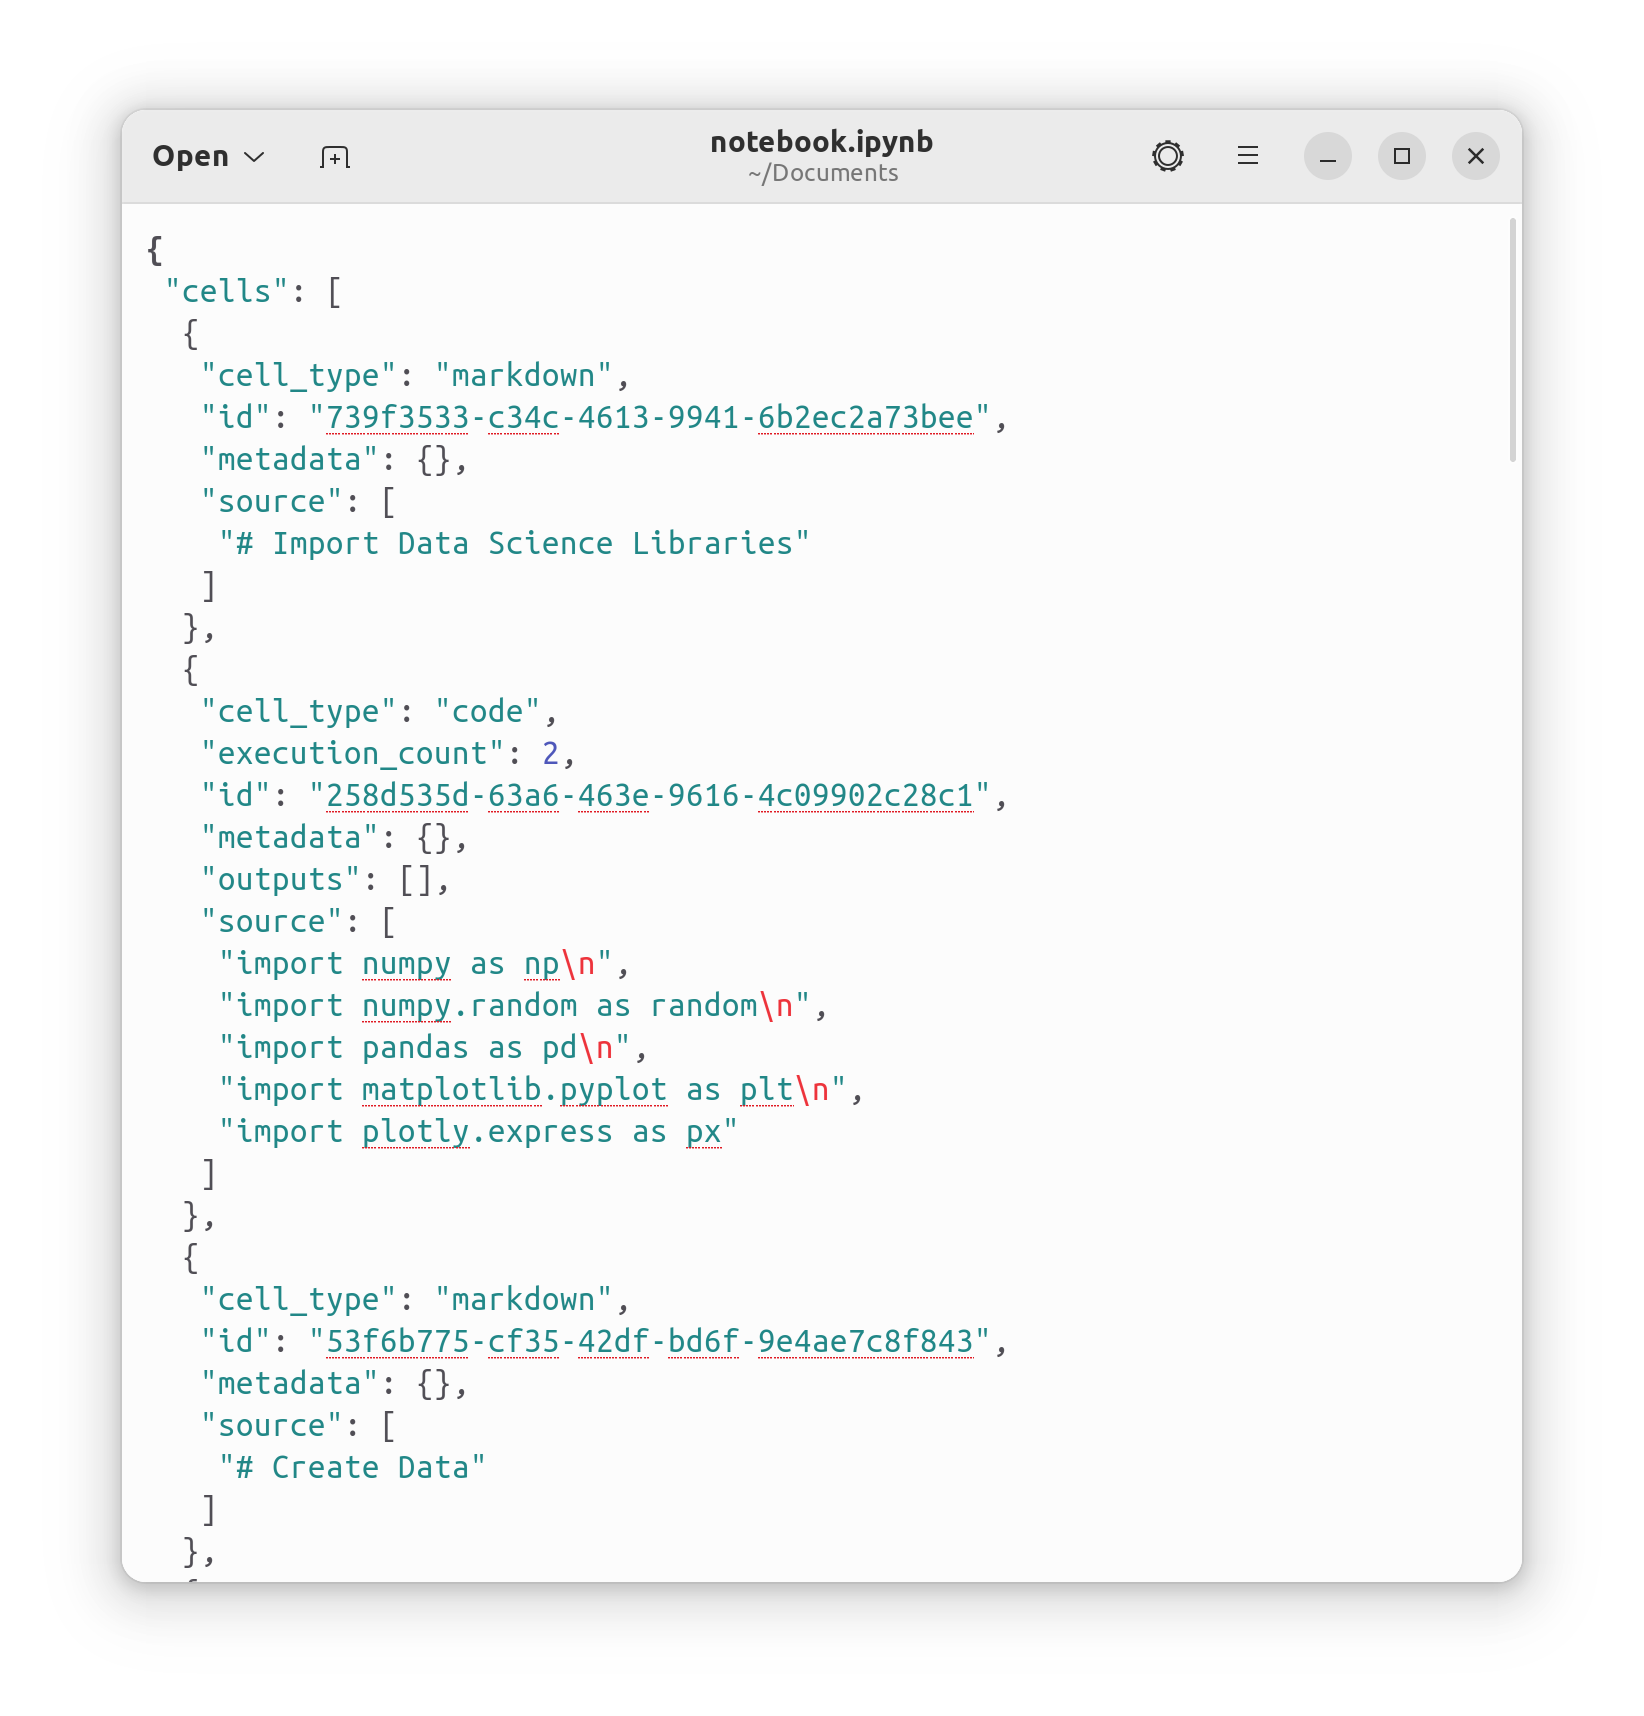 Open
notebook.ipynb
~/Documents
{
 "cells": [
  {
   "cell_type": "markdown",
   "id": "739f3533-c34c-4613-9941-6b2ec2a73bee",
   "metadata": {},
   "source": [
    "# Import Data Science Libraries"
   ]
  },
  {
   "cell_type": "code",
   "execution_count": 2,
   "id": "258d535d-63a6-463e-9616-4c09902c28c1",
   "metadata": {},
   "outputs": [],
   "source": [
    "import numpy as np\n",
    "import numpy.random as random\n",
    "import pandas as pd\n",
    "import matplotlib.pyplot as plt\n",
    "import plotly.express as px"
   ]
  },
  {
   "cell_type": "markdown",
   "id": "53f6b775-cf35-42df-bd6f-9e4ae7c8f843",
   "metadata": {},
   "source": [
    "# Create Data"
   ]
  },